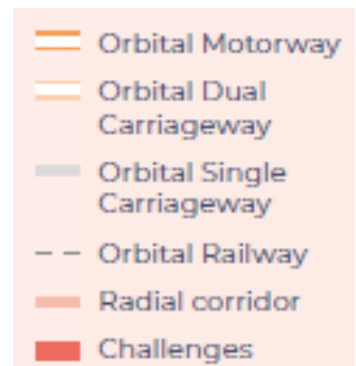 Orbital Motorway
Orbital Dual
Carriageway
Orbital Single
Carriageway
Orbital Railway
Radial corridor
Challenges